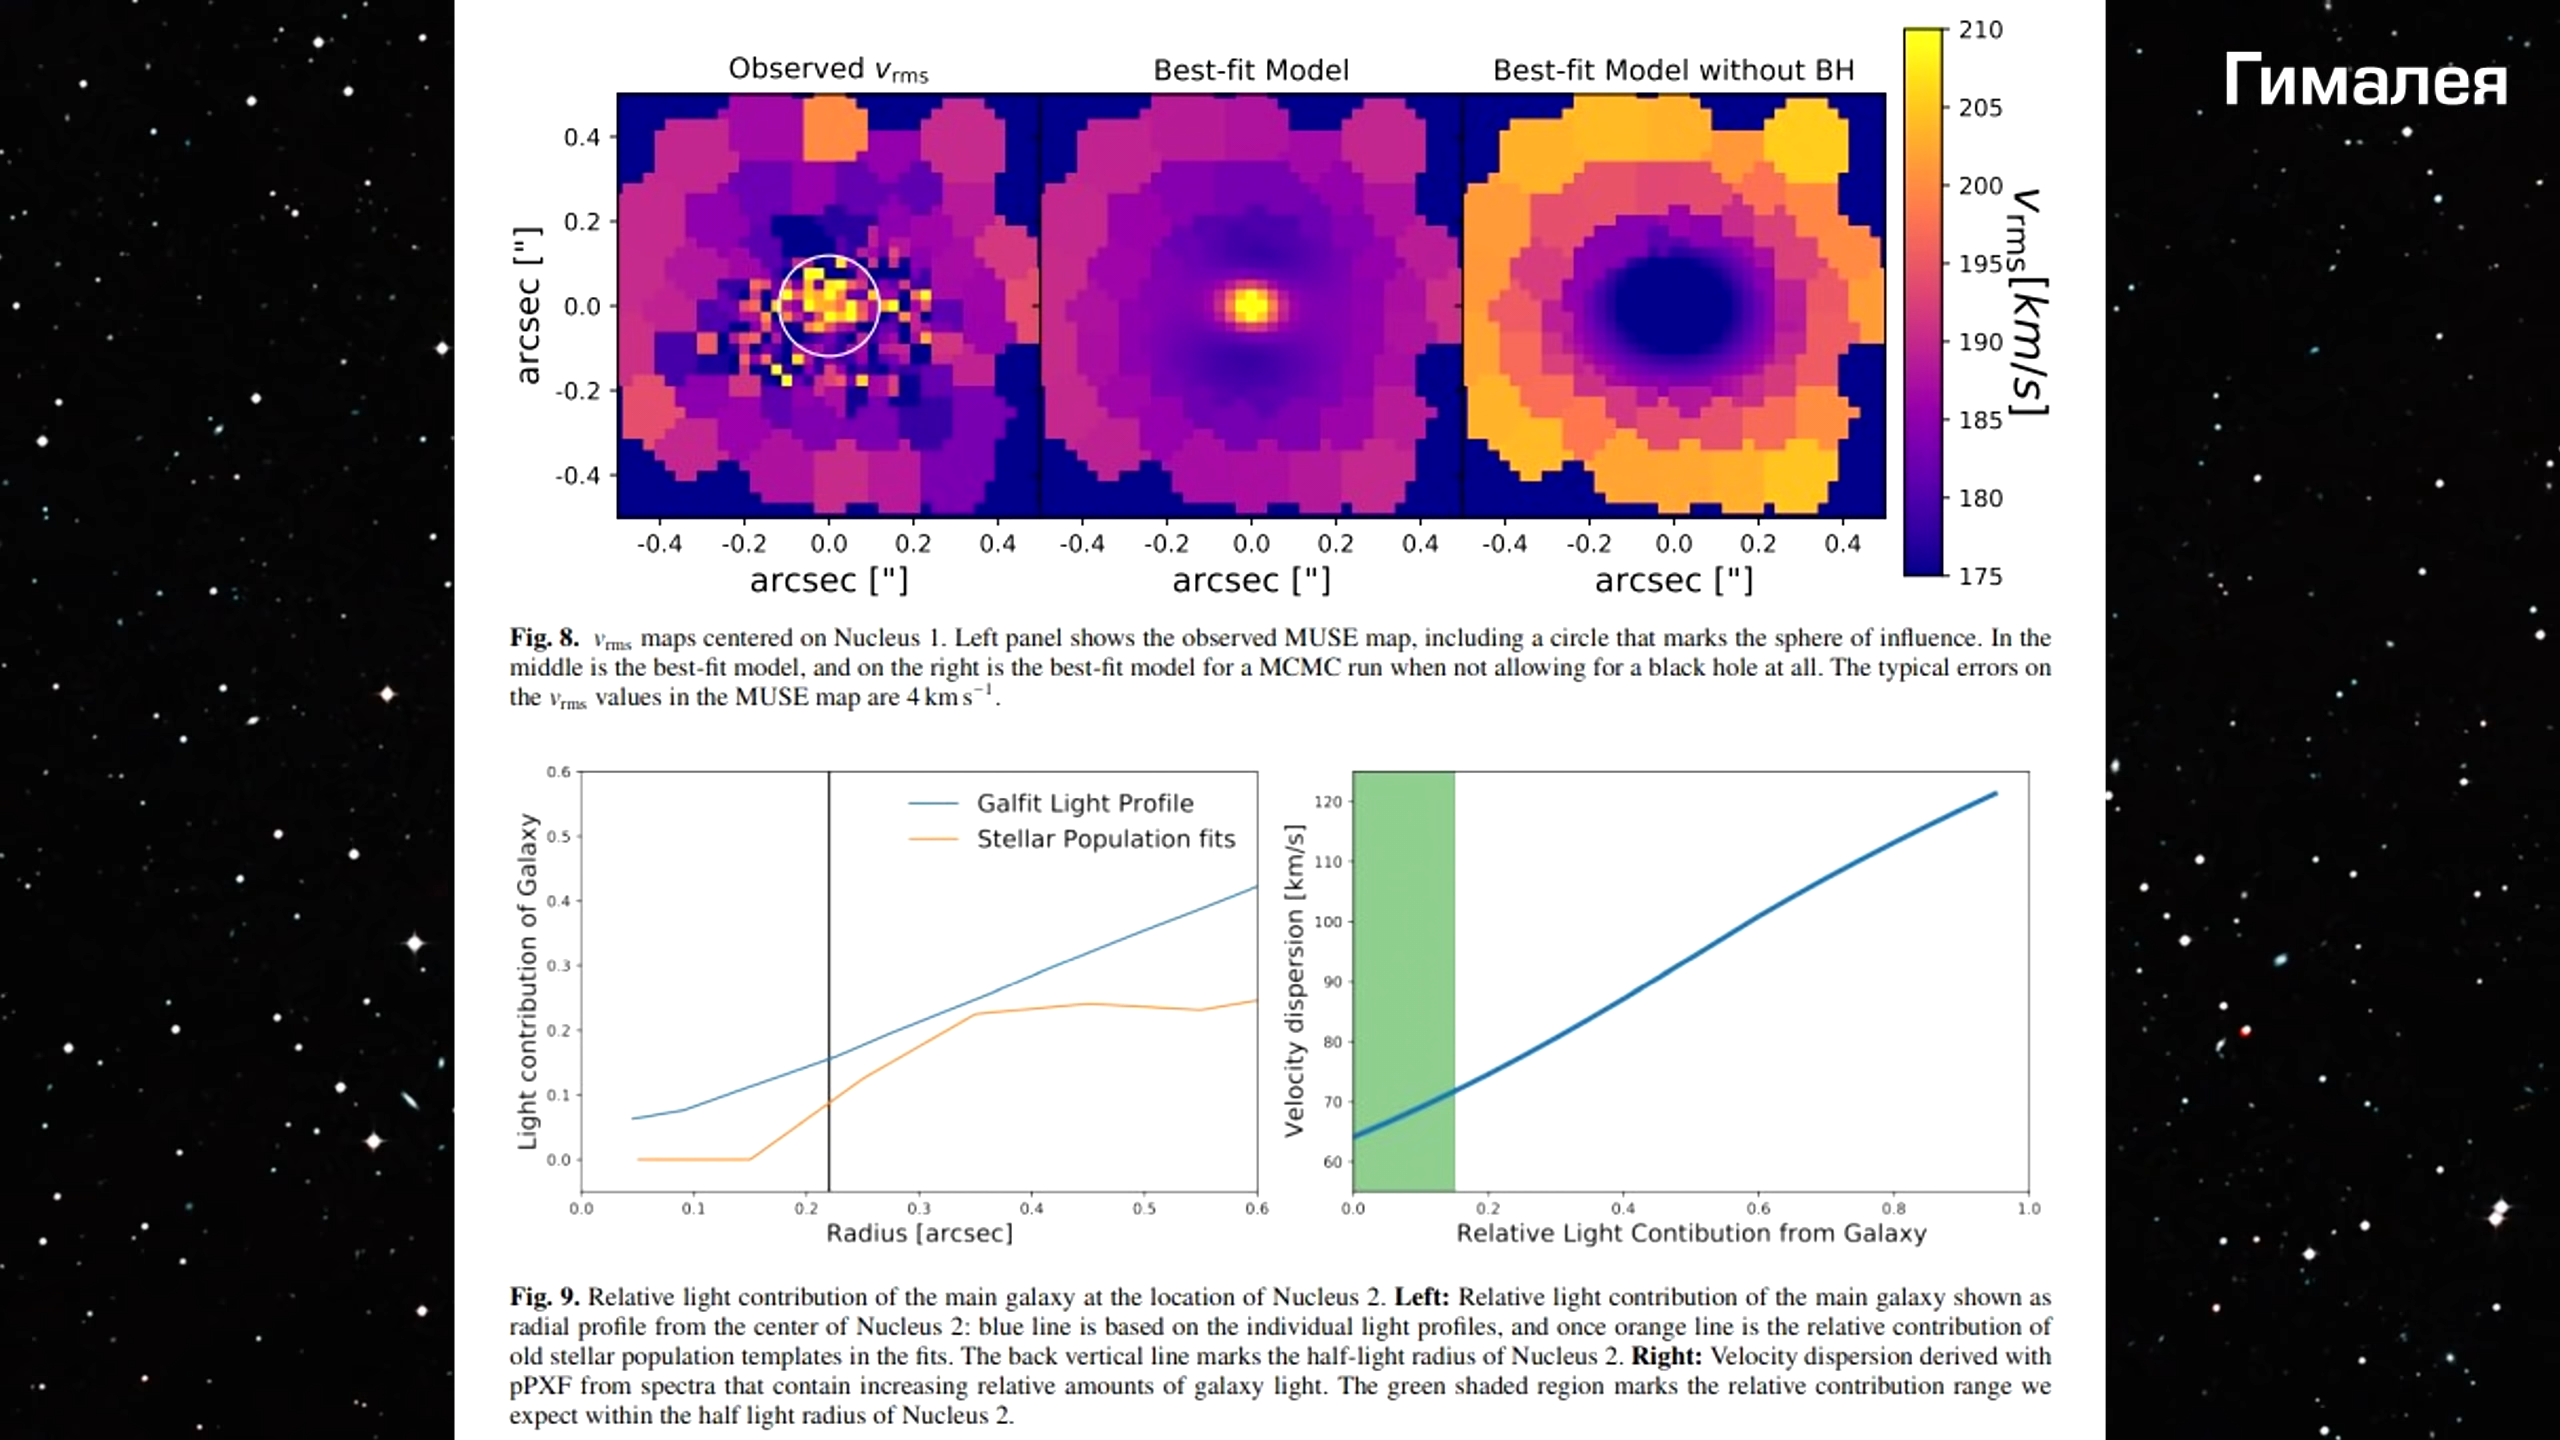 Гималея
Observed vrms
Best-fit Model
Best-fit Model without BH
210
205
200
195
190
185
180
175
vrms[km/s]
arcsec ["]
0.4
0.2
0.0
-0.2
-0.4
-0.4 -0.2 0.0 0.2 0.4 -0.4 -0.2 0.0 0.2 0.4 -0.4 -0.2 0.0 0.2 0.4
arcsec ["] arcsec ["] arcsec ["]
Fig. 8. vrms maps centered on Nucleus 1. Left panel shows the observed MUSE map, including a circle that marks the sphere of influence. In the
middle is the best-fit model, and on the right is the best-fit model for a MCMC run when not allowing for a black hole at all. The typical errors on
the vrms values in the MUSE map are 4 km s⁻¹.
Light contribution of Galaxy
0.6
0.5
0.4
0.3
0.2
0.1
0.0
Galfit Light Profile
Stellar Population fits
0.0 0.1 0.2 0.3 0.4 0.5 0.6
Radius [arcsec]
Velocity dispersion [km/s]
120
110
100
90
80
70
60
0.0 0.2 0.4 0.6 0.8 1.0
Relative Light Contibution from Galaxy
Fig. 9. Relative light contribution of the main galaxy at the location of Nucleus 2. Left: Relative light contribution of the main galaxy shown as
radial profile from the center of Nucleus 2: blue line is based on the individual light profiles, and once orange line is the relative contribution of
old stellar population templates in the fits. The back vertical line marks the half-light radius of Nucleus 2. Right: Velocity dispersion derived with
pPXF from spectra that contain increasing relative amounts of galaxy light. The green shaded region marks the relative contribution range we
expect within the half light radius of Nucleus 2.